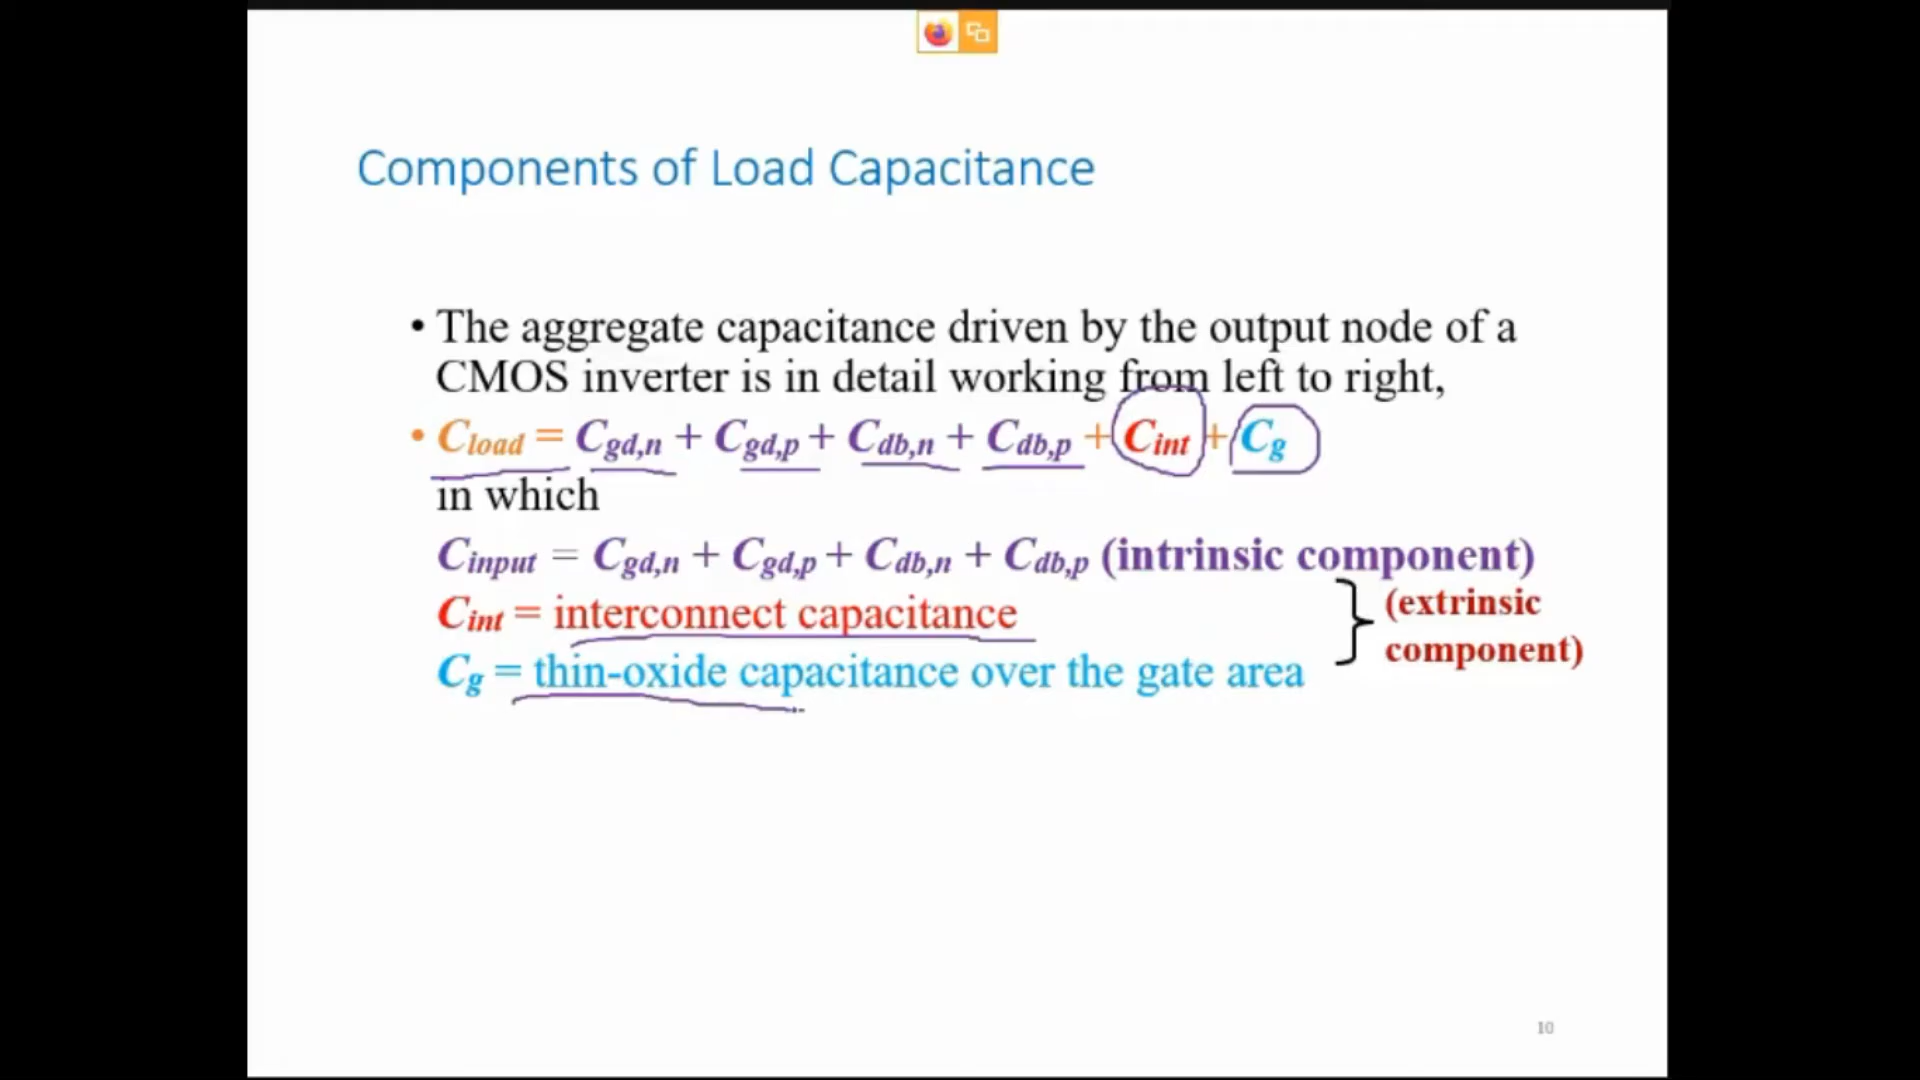 Components of Load Capacitance
• The aggregate capacitance driven by the output node of a
CMOS inverter is in detail working from left to right,
• Cload = Cgd,n + Cgd,p + Cdb,n + Cdb,p + Cint + Cg
in which
Cinput = Cgd,n + Cgd,p + Cdb,n + Cdb,p (intrinsic component)
Cint = interconnect capacitance
(extrinsic
component)
Cg = thin-oxide capacitance over the gate area
10